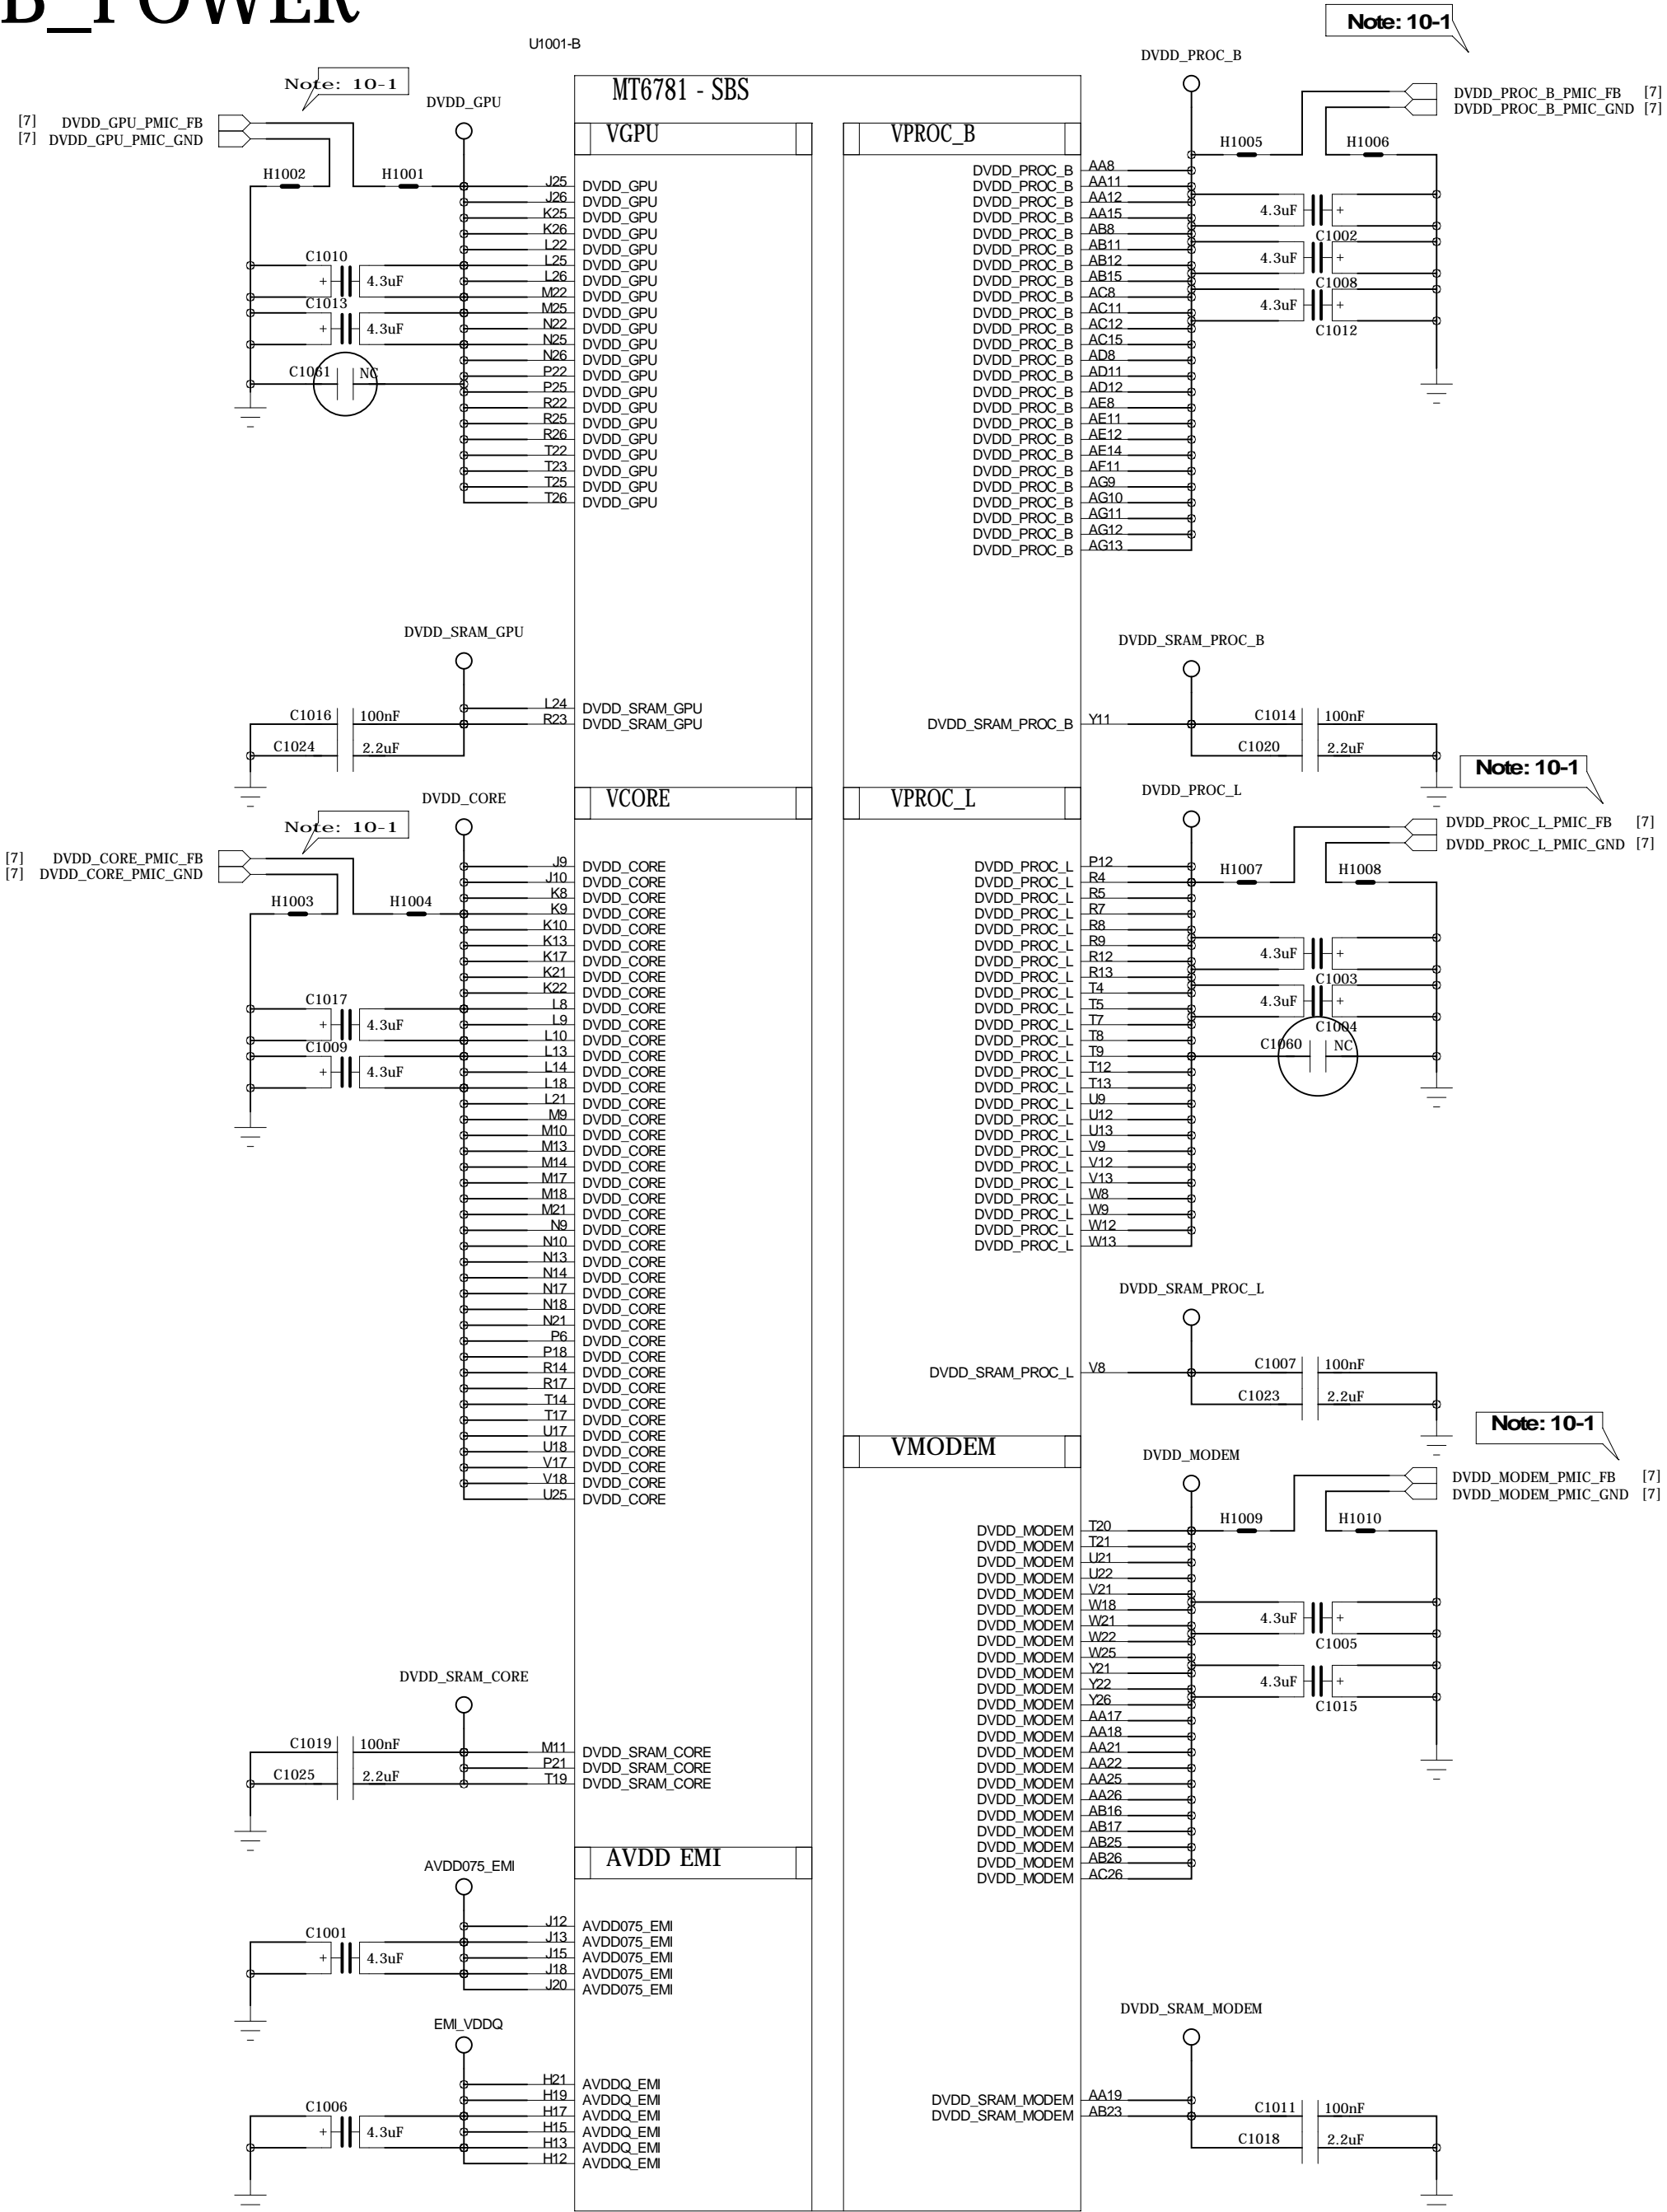 B_POWER
Note: 10-1
U1001-B
MT6781 - SBS
Note: 10-1
DVDD_GPU
[7] DVDD_GPU_PMIC_FB
[7] DVDD_GPU_PMIC_GND
H1002
H1001
VGPU
J25 DVDD_GPU
J26 DVDD_GPU
K25 DVDD_GPU
K26 DVDD_GPU
L22 DVDD_GPU
L25 DVDD_GPU
L26 DVDD_GPU
M22 DVDD_GPU
M25 DVDD_GPU
N22 DVDD_GPU
N25 DVDD_GPU
N26 DVDD_GPU
P22 DVDD_GPU
P25 DVDD_GPU
R22 DVDD_GPU
R25 DVDD_GPU
R26 DVDD_GPU
T22 DVDD_GPU
T23 DVDD_GPU
T25 DVDD_GPU
T26 DVDD_GPU
C1010
+ 4.3uF
C1013
+ 4.3uF
C1061 NC
DVDD_PROC_B
DVDD_PROC_B_PMIC_FB [7]
DVDD_PROC_B_PMIC_GND [7]
H1005
H1006
VPROC_B
DVDD_PROC_B AA8
DVDD_PROC_B AA11
DVDD_PROC_B AA12
DVDD_PROC_B AA15
DVDD_PROC_B AB8
DVDD_PROC_B AB11
DVDD_PROC_B AB12
DVDD_PROC_B AB15
DVDD_PROC_B AC8
DVDD_PROC_B AC11
DVDD_PROC_B AC12
DVDD_PROC_B AC15
DVDD_PROC_B AD8
DVDD_PROC_B AD11
DVDD_PROC_B AD12
DVDD_PROC_B AE8
DVDD_PROC_B AE11
DVDD_PROC_B AE12
DVDD_PROC_B AE14
DVDD_PROC_B AF11
DVDD_PROC_B AG9
DVDD_PROC_B AG10
DVDD_PROC_B AG11
DVDD_PROC_B AG12
DVDD_PROC_B AG13
4.3uF +
C1002
4.3uF +
C1008
4.3uF +
C1012
DVDD_SRAM_GPU
L24 DVDD_SRAM_GPU
R23 DVDD_SRAM_GPU
C1016 100nF
C1024 2.2uF
DVDD_SRAM_PROC_B
DVDD_SRAM_PROC_B Y11
C1014 100nF
C1020 2.2uF
Note: 10-1
DVDD_CORE
Note: 10-1
[7] DVDD_CORE_PMIC_FB
[7] DVDD_CORE_PMIC_GND
H1003
H1004
VCORE
J9 DVDD_CORE
J10 DVDD_CORE
K8 DVDD_CORE
K9 DVDD_CORE
K10 DVDD_CORE
K13 DVDD_CORE
K17 DVDD_CORE
K21 DVDD_CORE
K22 DVDD_CORE
L8 DVDD_CORE
L9 DVDD_CORE
L10 DVDD_CORE
L13 DVDD_CORE
L14 DVDD_CORE
L18 DVDD_CORE
L21 DVDD_CORE
M9 DVDD_CORE
M10 DVDD_CORE
M13 DVDD_CORE
M14 DVDD_CORE
M17 DVDD_CORE
M18 DVDD_CORE
M21 DVDD_CORE
N9 DVDD_CORE
N10 DVDD_CORE
N13 DVDD_CORE
N14 DVDD_CORE
N17 DVDD_CORE
N18 DVDD_CORE
N21 DVDD_CORE
P6 DVDD_CORE
P18 DVDD_CORE
R14 DVDD_CORE
R17 DVDD_CORE
T14 DVDD_CORE
T17 DVDD_CORE
U17 DVDD_CORE
U18 DVDD_CORE
V17 DVDD_CORE
V18 DVDD_CORE
U25 DVDD_CORE
C1017
+ 4.3uF
C1009
+ 4.3uF
DVDD_PROC_L
DVDD_PROC_L_PMIC_FB [7]
DVDD_PROC_L_PMIC_GND [7]
H1007
H1008
VPROC_L
DVDD_PROC_L P12
DVDD_PROC_L R4
DVDD_PROC_L R5
DVDD_PROC_L R7
DVDD_PROC_L R8
DVDD_PROC_L R9
DVDD_PROC_L R12
DVDD_PROC_L R13
DVDD_PROC_L T4
DVDD_PROC_L T5
DVDD_PROC_L T7
DVDD_PROC_L T8
DVDD_PROC_L T9
DVDD_PROC_L T12
DVDD_PROC_L T13
DVDD_PROC_L U9
DVDD_PROC_L U12
DVDD_PROC_L U13
DVDD_PROC_L V9
DVDD_PROC_L V12
DVDD_PROC_L V13
DVDD_PROC_L W8
DVDD_PROC_L W9
DVDD_PROC_L W12
DVDD_PROC_L W13
4.3uF +
C1003
4.3uF +
C1004
C1060 NC
DVDD_SRAM_PROC_L
DVDD_SRAM_PROC_L V8
C1007 100nF
C1023 2.2uF
Note: 10-1
VMODEM
DVDD_MODEM
DVDD_MODEM_PMIC_FB [7]
DVDD_MODEM_PMIC_GND [7]
H1009
H1010
DVDD_MODEM T20
DVDD_MODEM T21
DVDD_MODEM U21
DVDD_MODEM U22
DVDD_MODEM V21
DVDD_MODEM W18
DVDD_MODEM W21
DVDD_MODEM W22
DVDD_MODEM W25
DVDD_MODEM Y21
DVDD_MODEM Y22
DVDD_MODEM Y26
DVDD_MODEM AA17
DVDD_MODEM AA18
DVDD_MODEM AA21
DVDD_MODEM AA22
DVDD_MODEM AA25
DVDD_MODEM AA26
DVDD_MODEM AB16
DVDD_MODEM AB17
DVDD_MODEM AB25
DVDD_MODEM AB26
DVDD_MODEM AC26
4.3uF +
C1005
4.3uF +
C1015
DVDD_SRAM_CORE
M11 DVDD_SRAM_CORE
P21 DVDD_SRAM_CORE
T19 DVDD_SRAM_CORE
C1019 100nF
C1025 2.2uF
AVDD EMI
AVDD075_EMI
J12 AVDD075_EMI
J13 AVDD075_EMI
J15 AVDD075_EMI
J18 AVDD075_EMI
J20 AVDD075_EMI
C1001
+ 4.3uF
EMI_VDDQ
H21 AVDDQ_EMI
H19 AVDDQ_EMI
H17 AVDDQ_EMI
H15 AVDDQ_EMI
H13 AVDDQ_EMI
H12 AVDDQ_EMI
C1006
+ 4.3uF
DVDD_SRAM_MODEM
DVDD_SRAM_MODEM AA19
DVDD_SRAM_MODEM AB23
C1011 100nF
C1018 2.2uF